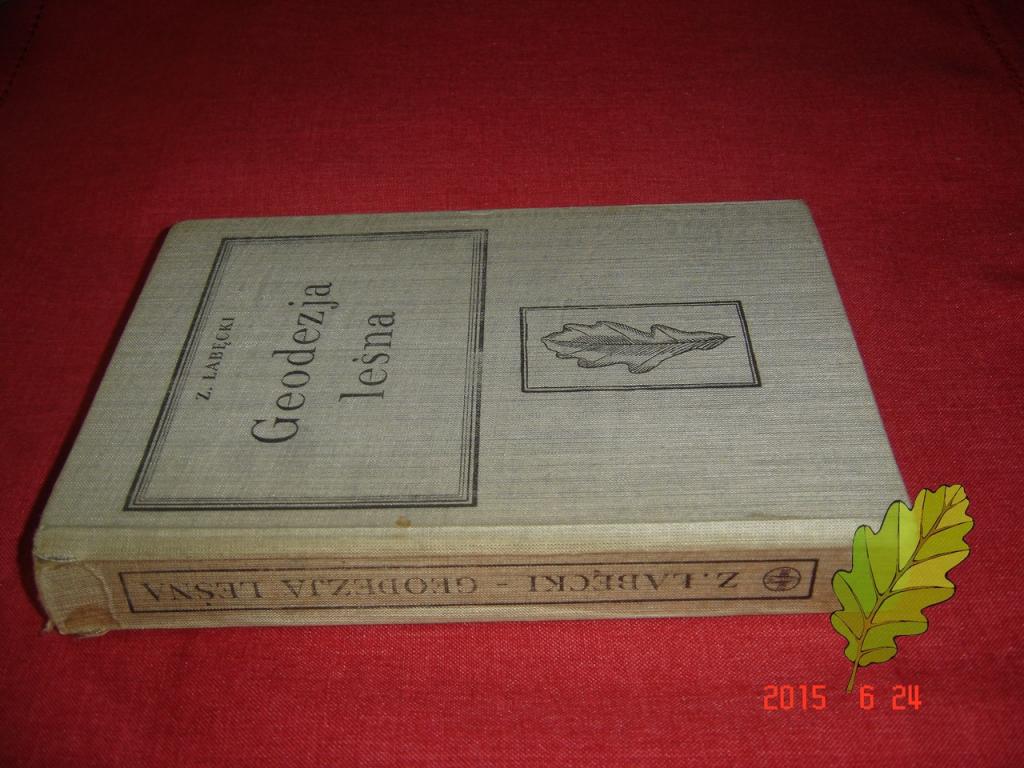 Z. ŁABĘCKI
Geodezja
leśna
Z. ŁABĘCKI - GEODEZJA LEŚNA
2015 6 24